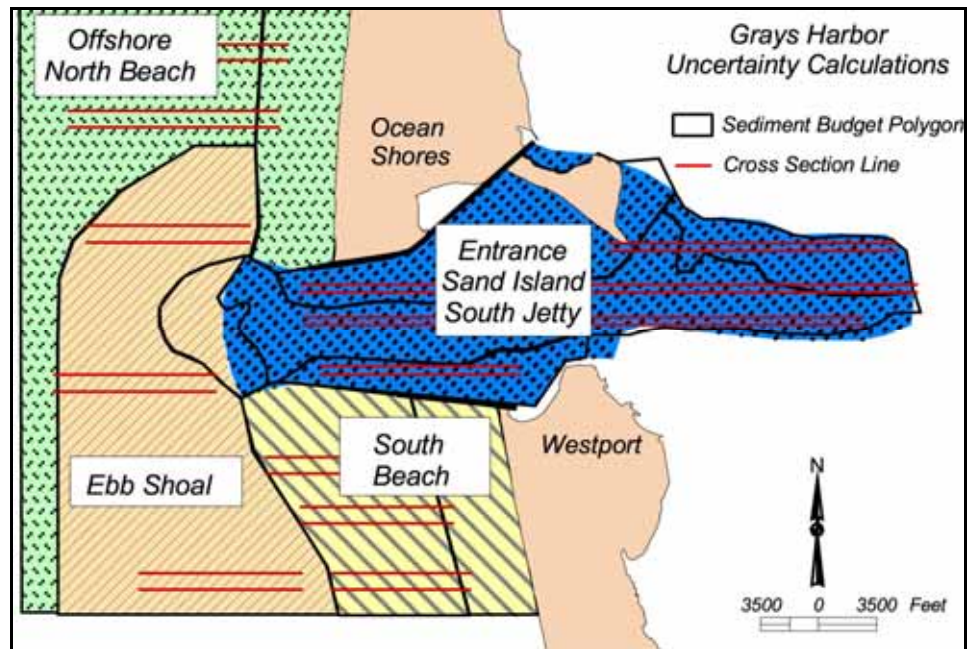 Offshore
North Beach
Grays Harbor
Uncertainty Calculations
Sediment Budget Polygon
Cross Section Line
Ocean
Shores
Entrance
Sand Island
South Jetty
South
Beach
Westport
Ebb Shoal
N
3500 0 3500 Feet